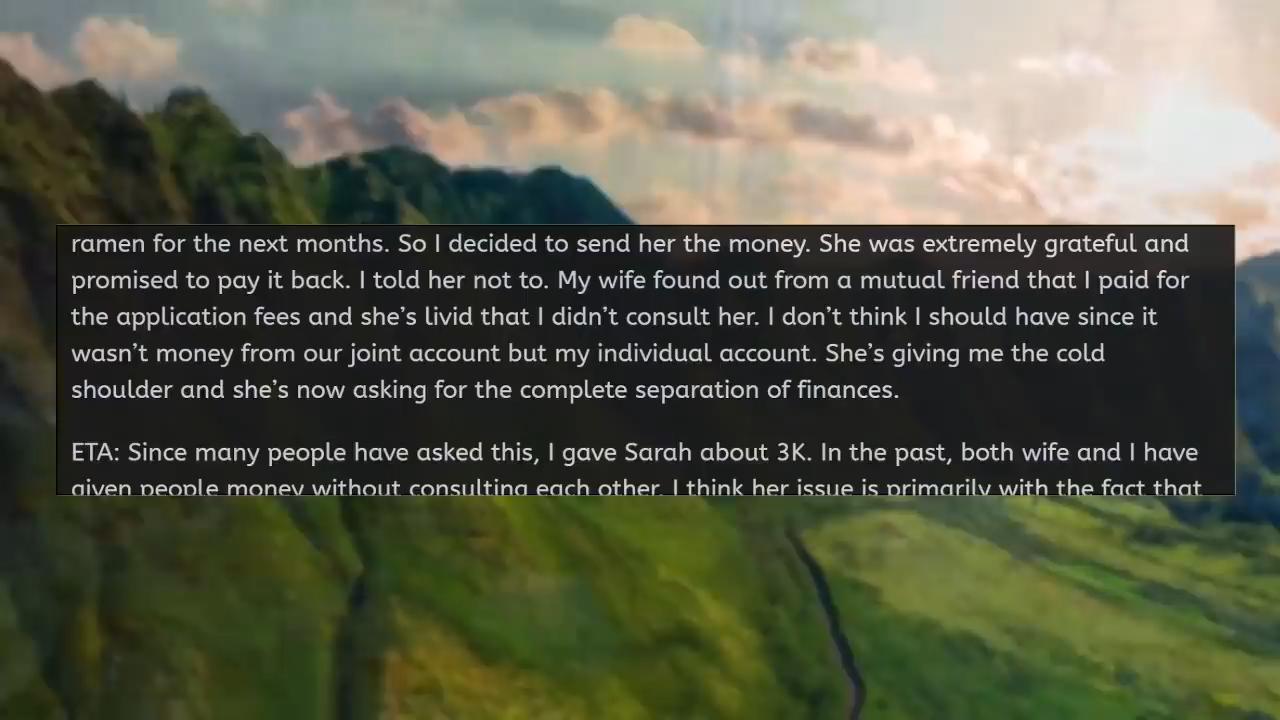 ramen for the next months. So I decided to send her the money. She was extremely grateful and
promised to pay it back. I told her not to. My wife found out from a mutual friend that I paid for
the application fees and she’s livid that I didn’t consult her. I don’t think I should have since it
wasn’t money from our joint account but my individual account. She’s giving me the cold
shoulder and she’s now asking for the complete separation of finances.
ETA: Since many people have asked this, I gave Sarah about 3K. In the past, both wife and I have
given people money without consulting each other. I think her issue is primarily with the fact that